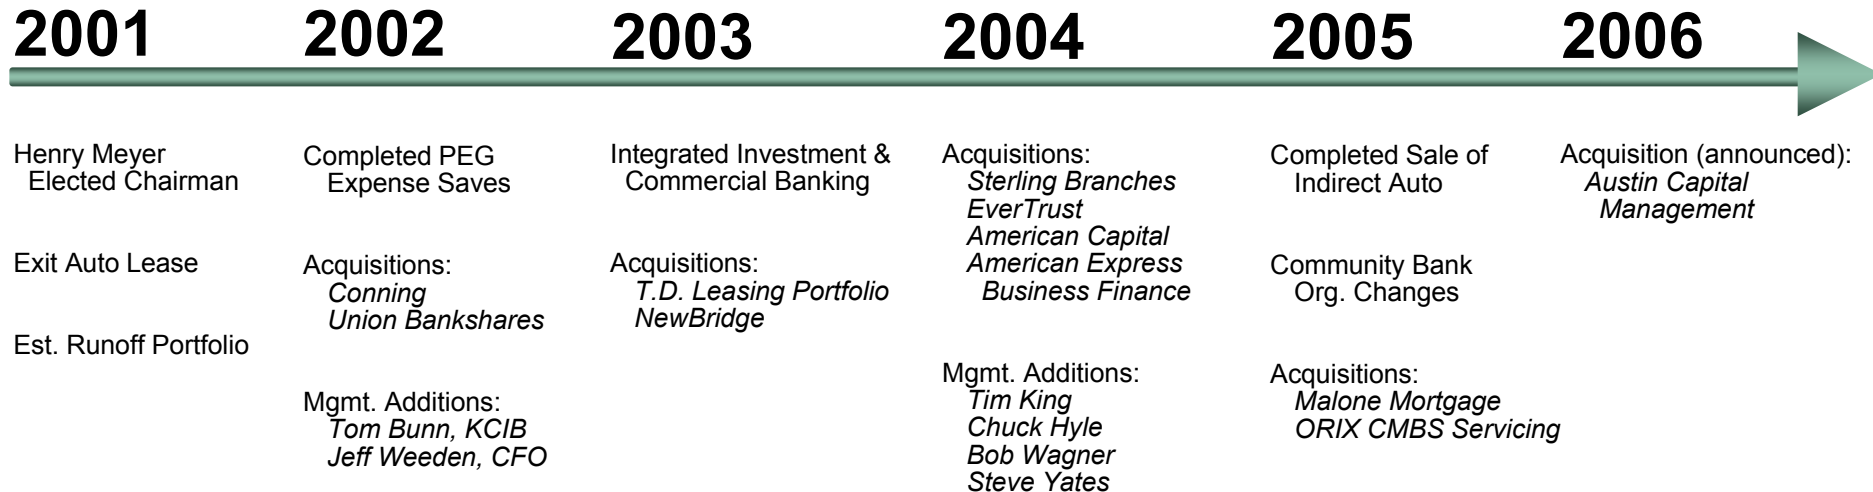 2001
2002
2003
2004
2005
2006
Henry Meyer
Elected Chairman
Exit Auto Lease
Est. Runoff Portfolio
Completed PEG
Expense Saves
Acquisitions:
Conning
Union Bankshares
Mgmt. Additions:
Tom Bunn, KCIB
Jeff Weeden, CFO
Integrated Investment &
Commercial Banking
Acquisitions:
T.D. Leasing Portfolio
NewBridge
Acquisitions:
Sterling Branches
EverTrust
American Capital
American Express
Business Finance
Mgmt. Additions:
Tim King
Chuck Hyle
Bob Wagner
Steve Yates
Completed Sale of
Indirect Auto
Community Bank
Org. Changes
Acquisitions:
Malone Mortgage
ORIX CMBS Servicing
Acquisition (announced):
Austin Capital
Management